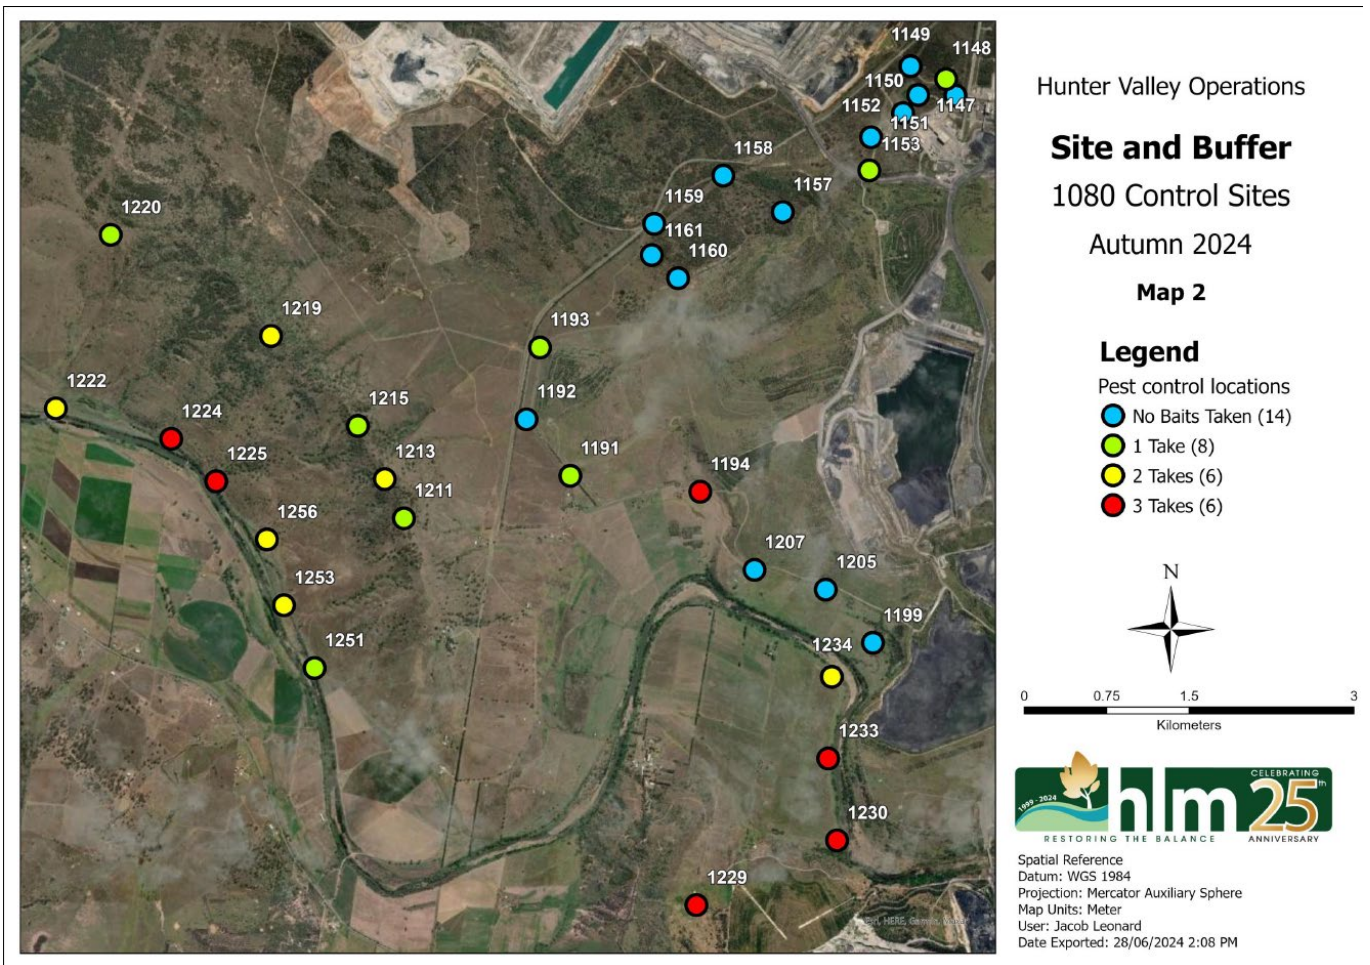 1149
1148
1150
1152
1147
1151
1153
1158
1157
1159
1161
1160
1220
1219
1193
1222
1192
1224
1215
1225
1213
1191
1194
1211
1256
1207
1205
1253
1199
1251
1234
1233
1230
1229
Hunter Valley Operations
Site and Buffer
1080 Control Sites
Autumn 2024
Map 2
Legend
Pest control locations
No Baits Taken (14)
1 Take (8)
2 Takes (6)
3 Takes (6)
N
0 0.75 1.5 3
Kilometers
1999 - 2024
hlm
CELEBRATING
25th
ANNIVERSARY
RESTORING THE BALANCE
Spatial Reference
Datum: WGS 1984
Projection: Mercator Auxiliary Sphere
Map Units: Meter
User: Jacob Leonard
Date Exported: 28/06/2024 2:08 PM
Esri, HERE, Garmin,